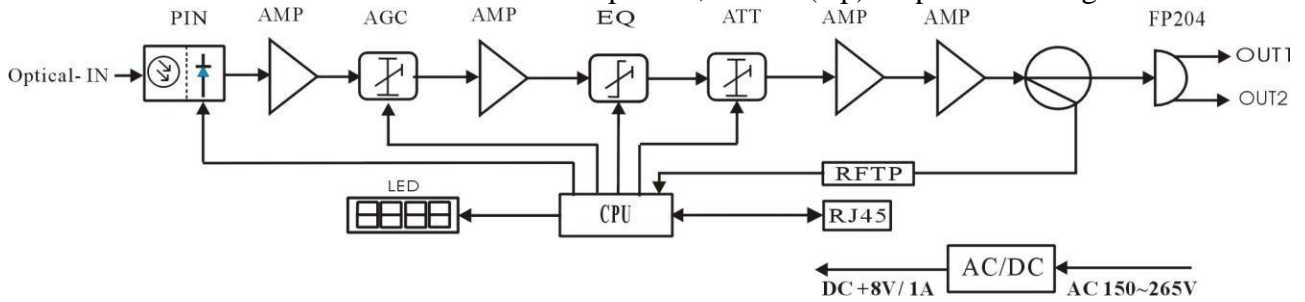 PIN AMP AGC AMP EQ ATT AMP AMP FP204
Optical- IN
OUT1
OUT2
RFTP
LED
CPU
RJ45
AC/DC
DC +8V/ 1A
AC 150~265V